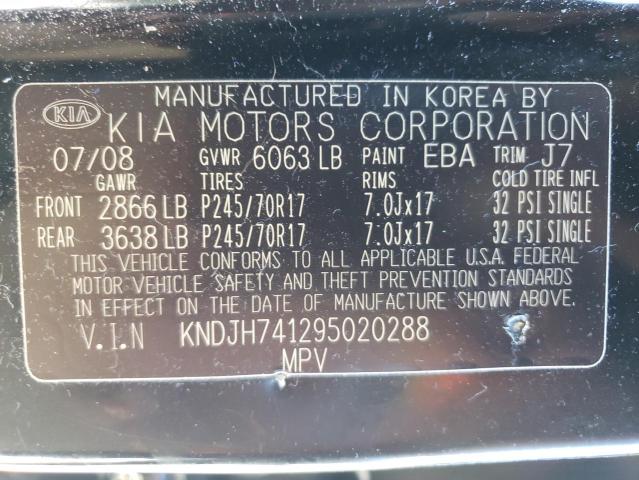 MANUFACTURED IN KOREA BY
KIA KIA MOTORS CORPORATION
07/08 GVWR 6063 LB PAINT EBA TRIM J7
GAWR TIRES RIMS COLD TIRE INFL
FRONT 2866 LB P245/70R17 7.0Jx17 32 PSI SINGLE
REAR 3638 LB P245/70R17 7.0Jx17 32 PSI SINGLE
THIS VEHICLE CONFORMS TO ALL APPLICABLE U.S.A. FEDERAL
MOTOR VEHICLE SAFETY AND THEFT PREVENTION STANDARDS
IN EFFECT ON THE DATE OF MANUFACTURE SHOWN ABOVE.
V.I.N KNDJH741295020288
MPV